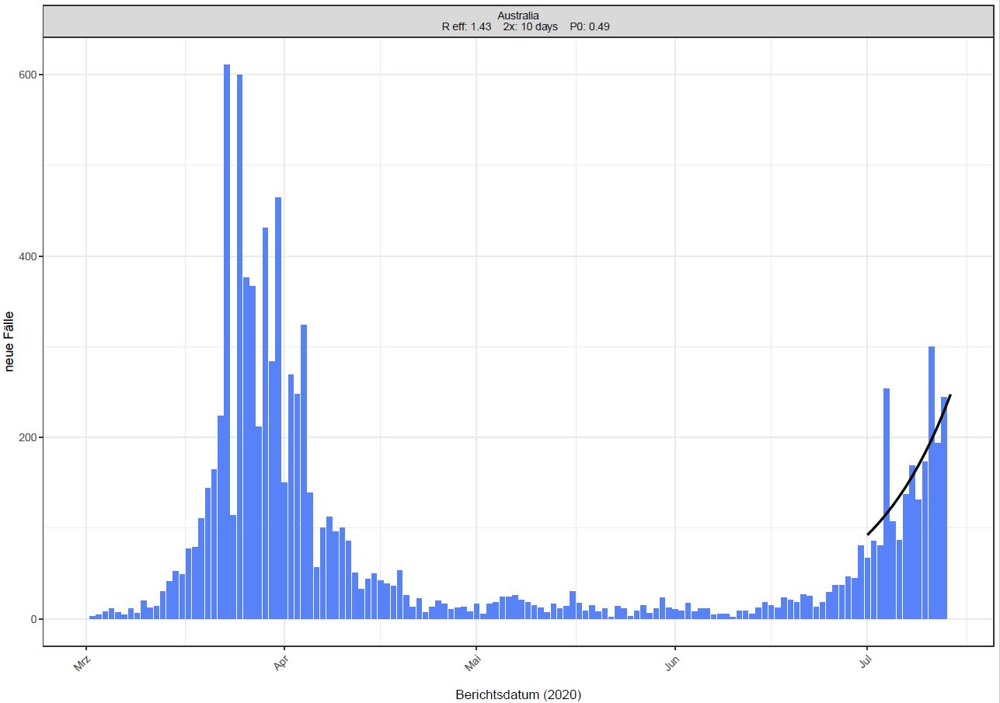 Australia
R eff: 1.43 2x: 10 days P0: 0.49
600
400
200
0
neue Fälle
Mrz
Apr
Mai
Jun
Jul
Berichtsdatum (2020)